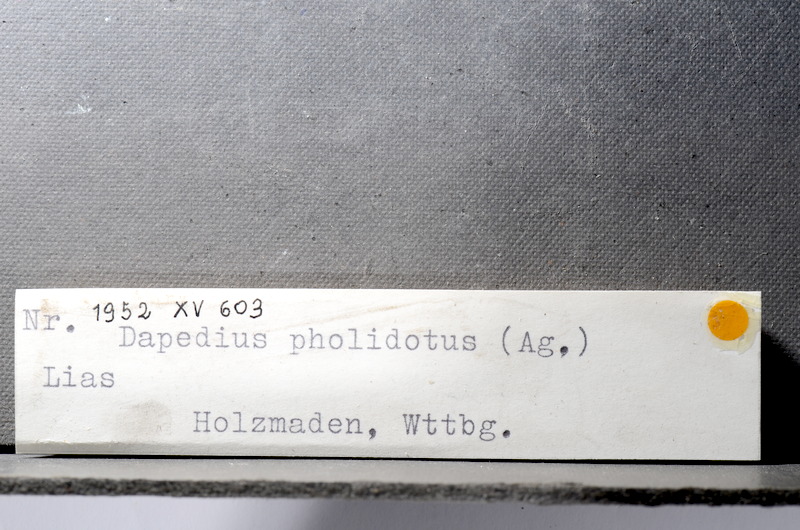 Nr. 1952 XV 603
Dapedius pholidotus (Ag.)
Lias
Holzmaden, Wttbg.